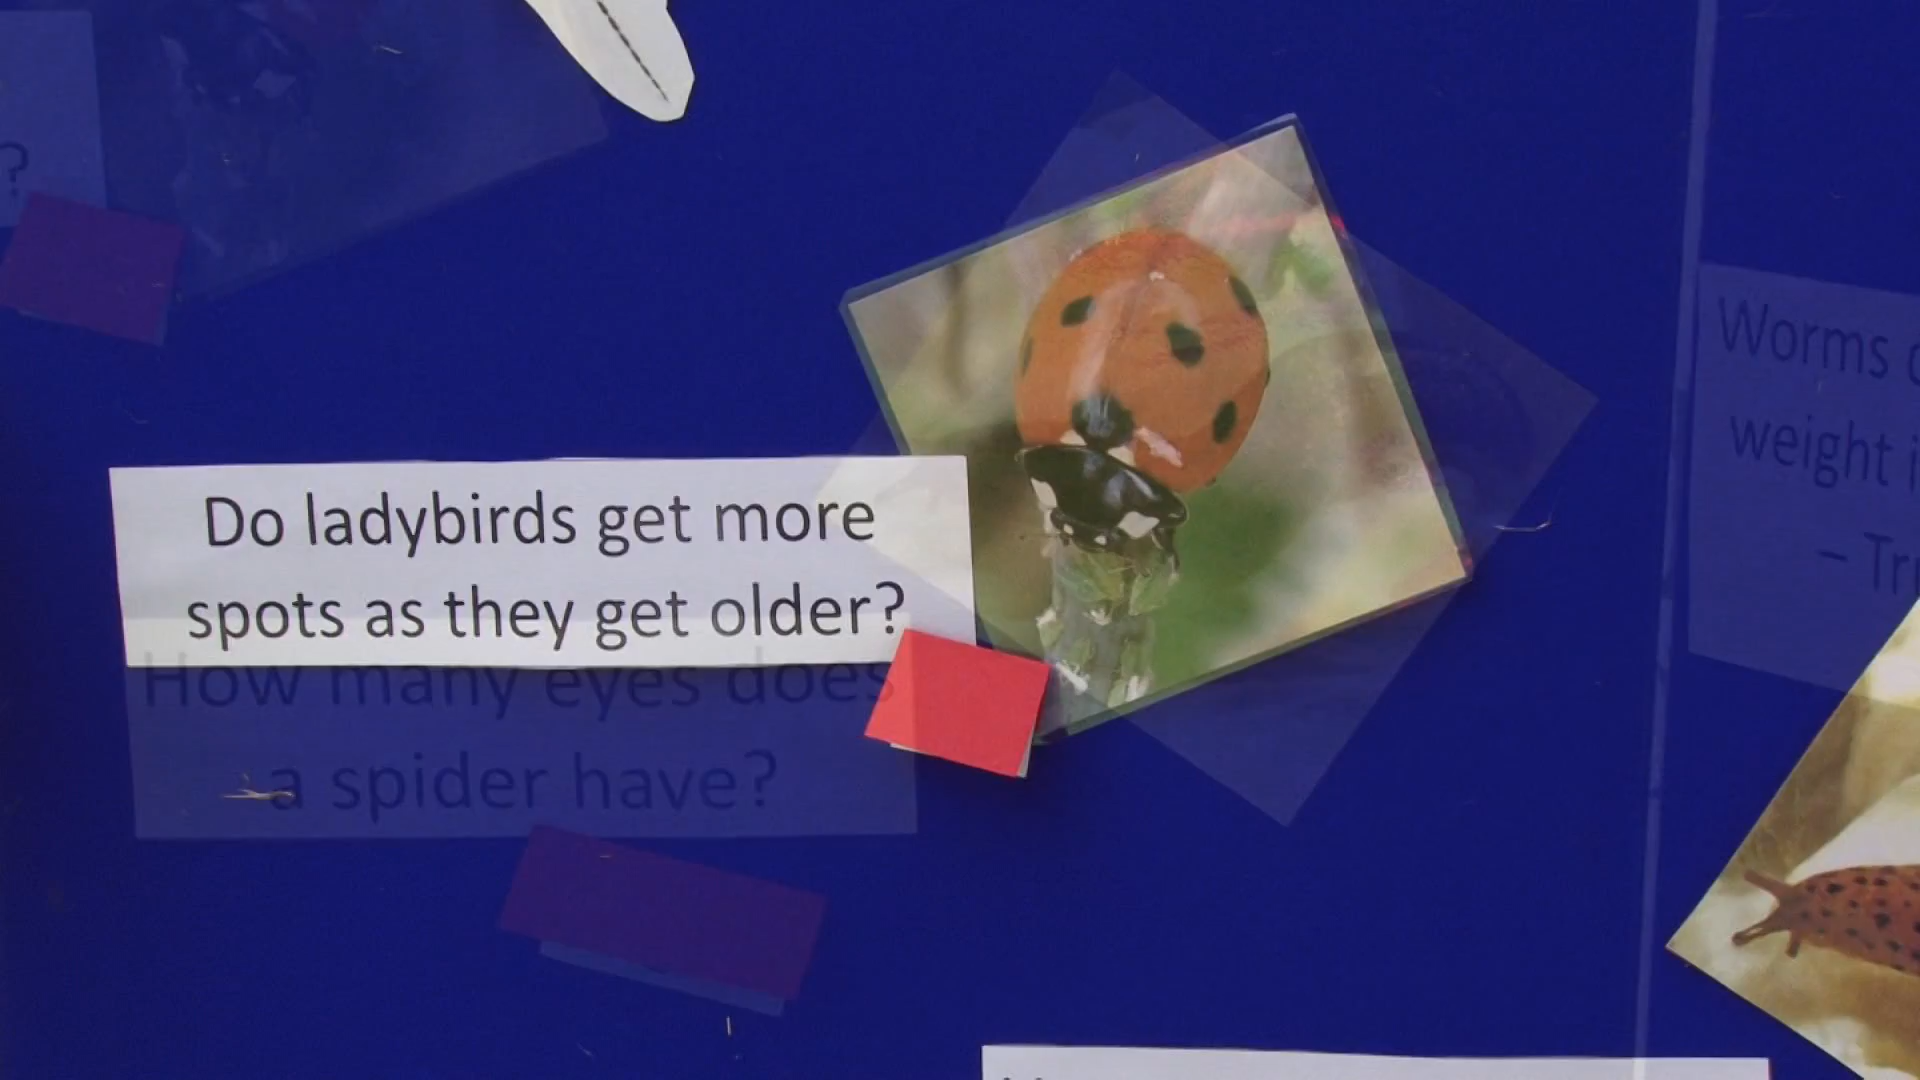 ?
Do ladybirds get more
spots as they get older?
How many eyes does
a spider have?
Worms
weight